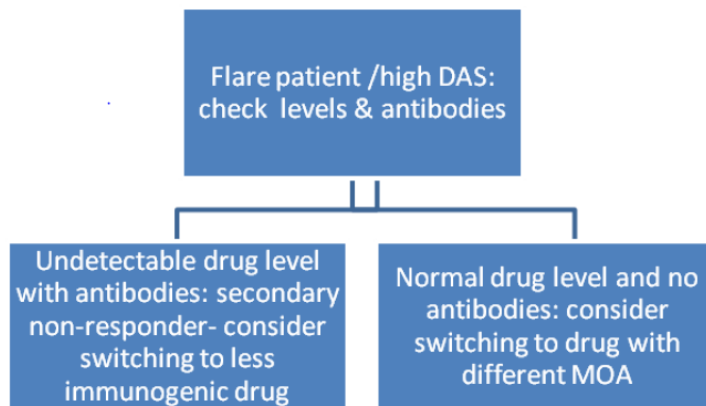 Flare patient /high DAS:
check  levels & antibodies
Undetectable drug level
with antibodies: secondary
non-responder- consider
switching to less
immunogenic drug
Normal drug level and no
antibodies: consider
switching to drug with
different MOA